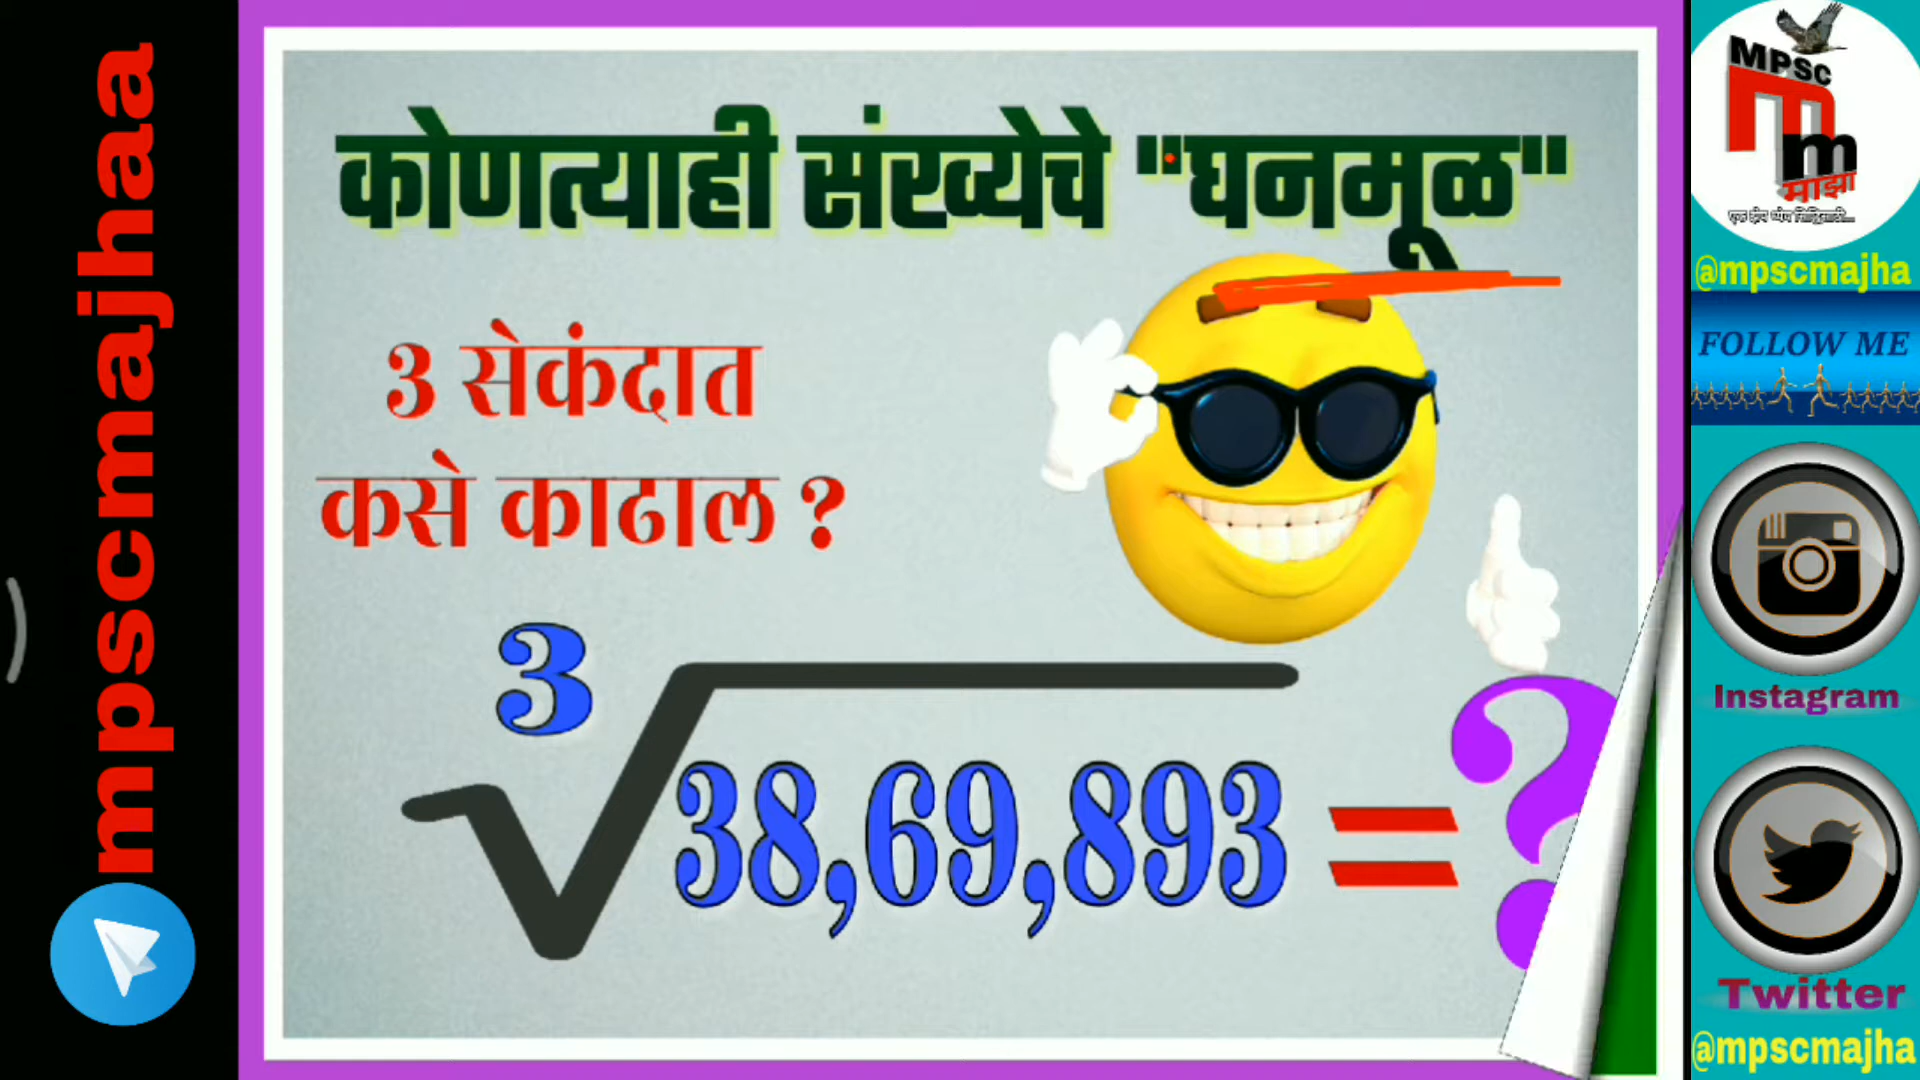 mpscmajhaa
कोणत्याही संख्येचे "घनमूळ"
3 सेकंदात
कसे काढाल ?
3
38,69,893 = ?
MPSC
m
माझा
@mpscmajha
FOLLOW ME
Instagram
Twitter
@mpscmajha